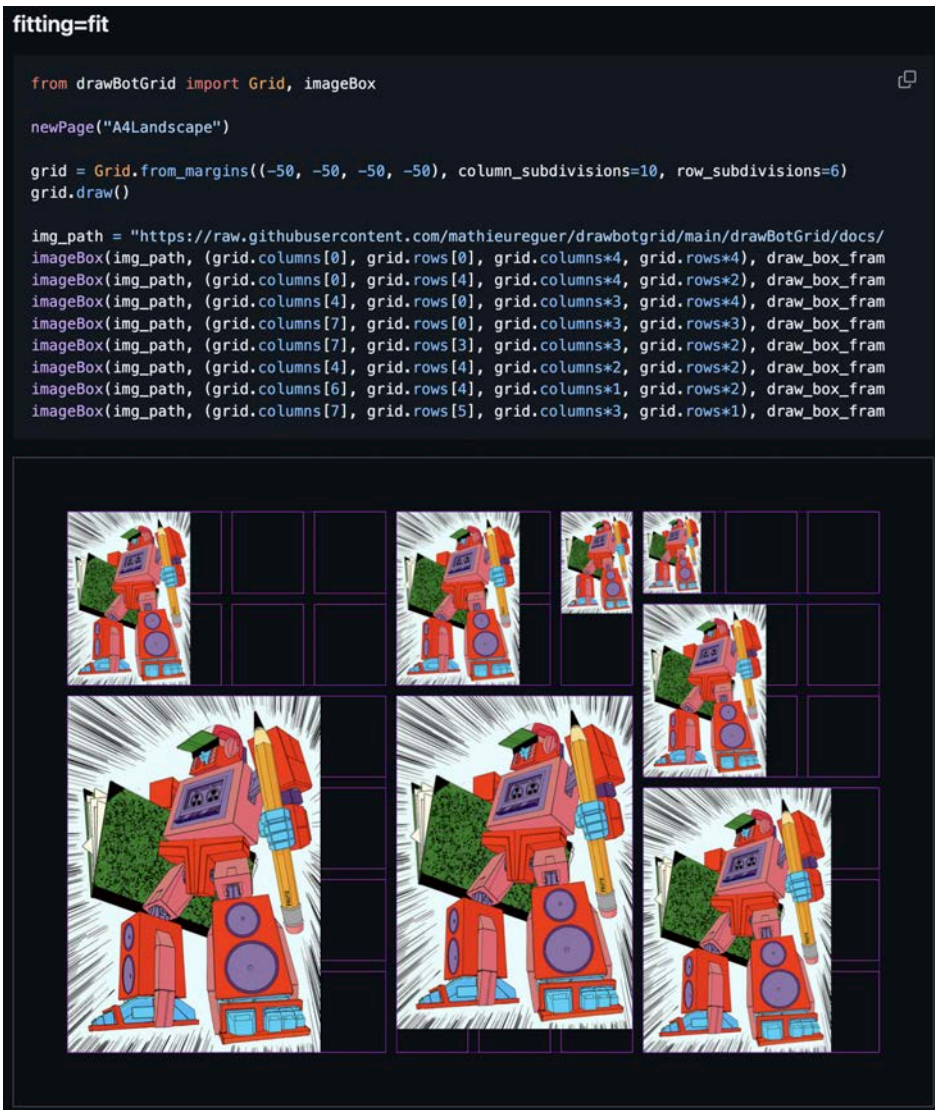 fitting=fit
from drawBotGrid import Grid, imageBox
newPage("A4Landscape")
grid = Grid.from_margins((-50, -50, -50, -50), column_subdivisions=10, row_subdivisions=6)
grid.draw()
img_path = "https://raw.githubusercontent.com/mathieureguer/drawbotgrid/main/drawBotGrid/docs/
imageBox(img_path, (grid.columns[0], grid.rows[0], grid.columns*4, grid.rows*4), draw_box_fram
imageBox(img_path, (grid.columns[0], grid.rows[4], grid.columns*4, grid.rows*2), draw_box_fram
imageBox(img_path, (grid.columns[4], grid.rows[0], grid.columns*3, grid.rows*4), draw_box_fram
imageBox(img_path, (grid.columns[7], grid.rows[0], grid.columns*3, grid.rows*3), draw_box_fram
imageBox(img_path, (grid.columns[7], grid.rows[3], grid.columns*3, grid.rows*2), draw_box_fram
imageBox(img_path, (grid.columns[4], grid.rows[4], grid.columns*2, grid.rows*2), draw_box_fram
imageBox(img_path, (grid.columns[6], grid.rows[4], grid.columns*1, grid.rows*2), draw_box_fram
imageBox(img_path, (grid.columns[7], grid.rows[5], grid.columns*3, grid.rows*1), draw_box_fram